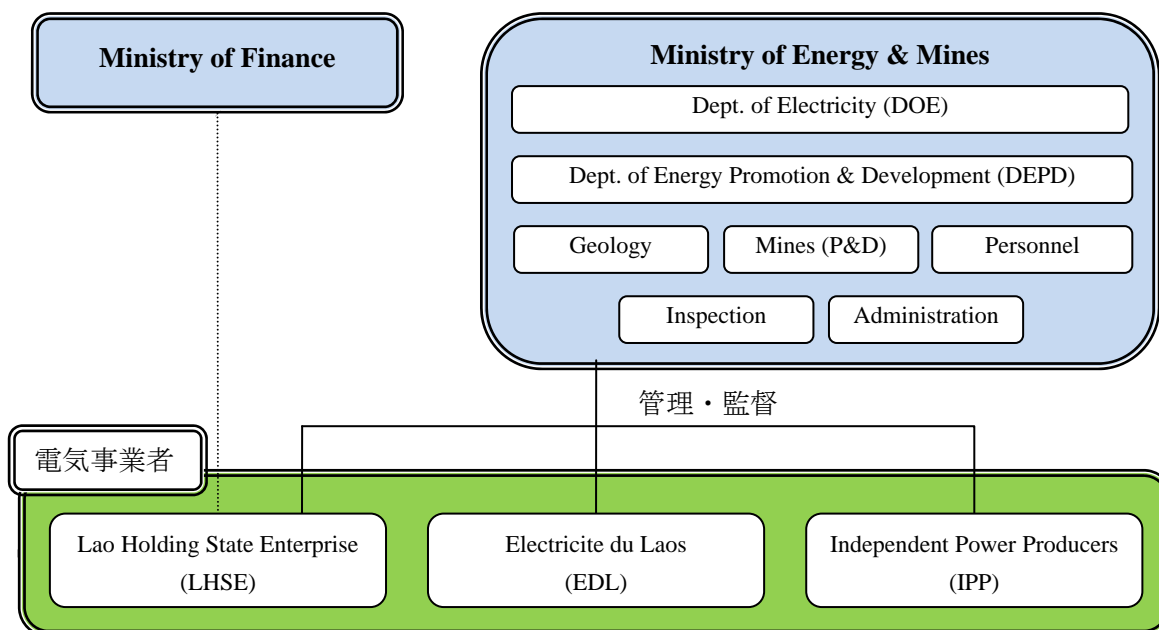 Ministry of Finance
Ministry of Energy & Mines
Dept. of Electricity (DOE)
Dept. of Energy Promotion & Development (DEPD)
Geology
Mines (P&D)
Personnel
Inspection
Administration
管理・監督
電気事業者
Lao Holding State Enterprise
(LHSE)
Electricite du Laos
(EDL)
Independent Power Producers
(IPP)